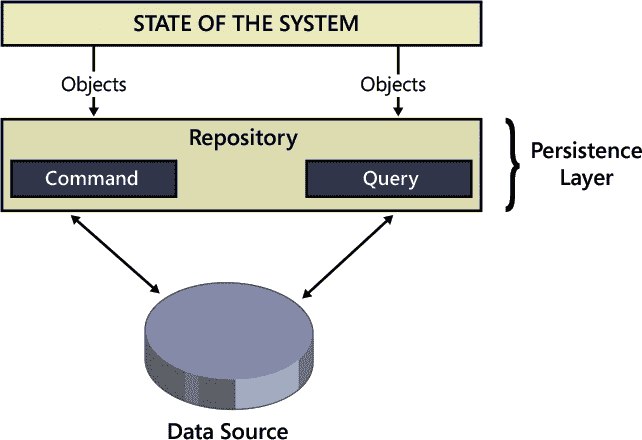 STATE OF THE SYSTEM
Objects
Objects
Repository
Command
Query
Persistence
Layer
Data Source